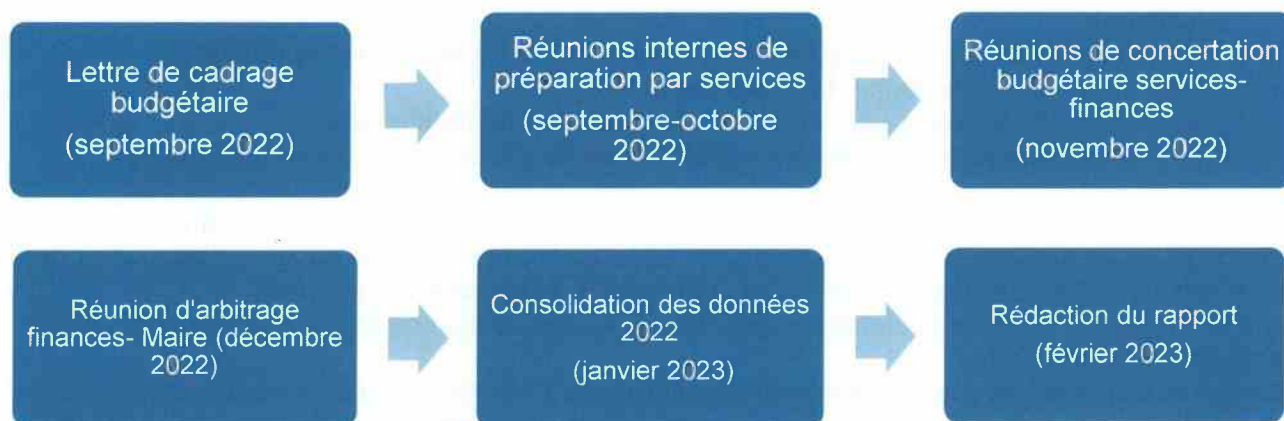 Lettre de cadrage
budgétaire
(septembre 2022)
Réunions internes de
préparation par services
(septembre-octobre
2022)
Réunions de concertation
budgétaire services-
finances
(novembre 2022)
Réunion d'arbitrage
finances- Maire (décembre
2022)
Consolidation des données
2022
(janvier 2023)
Rédaction du rapport
(février 2023)